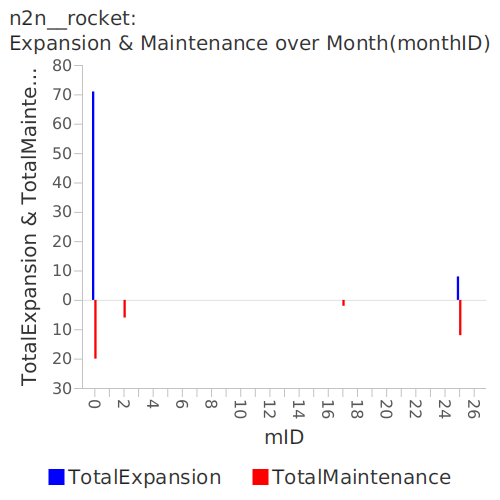 n2n__rocket:
Expansion & Maintenance over Month(monthID)
TotalExpansion & TotalMainte...
80
70
60
50
40
30
20
10
0
10
20
30
0 2 4 6 8 10 12 14 16 18 20 22 24 26
mID
TotalExpansion TotalMaintenance